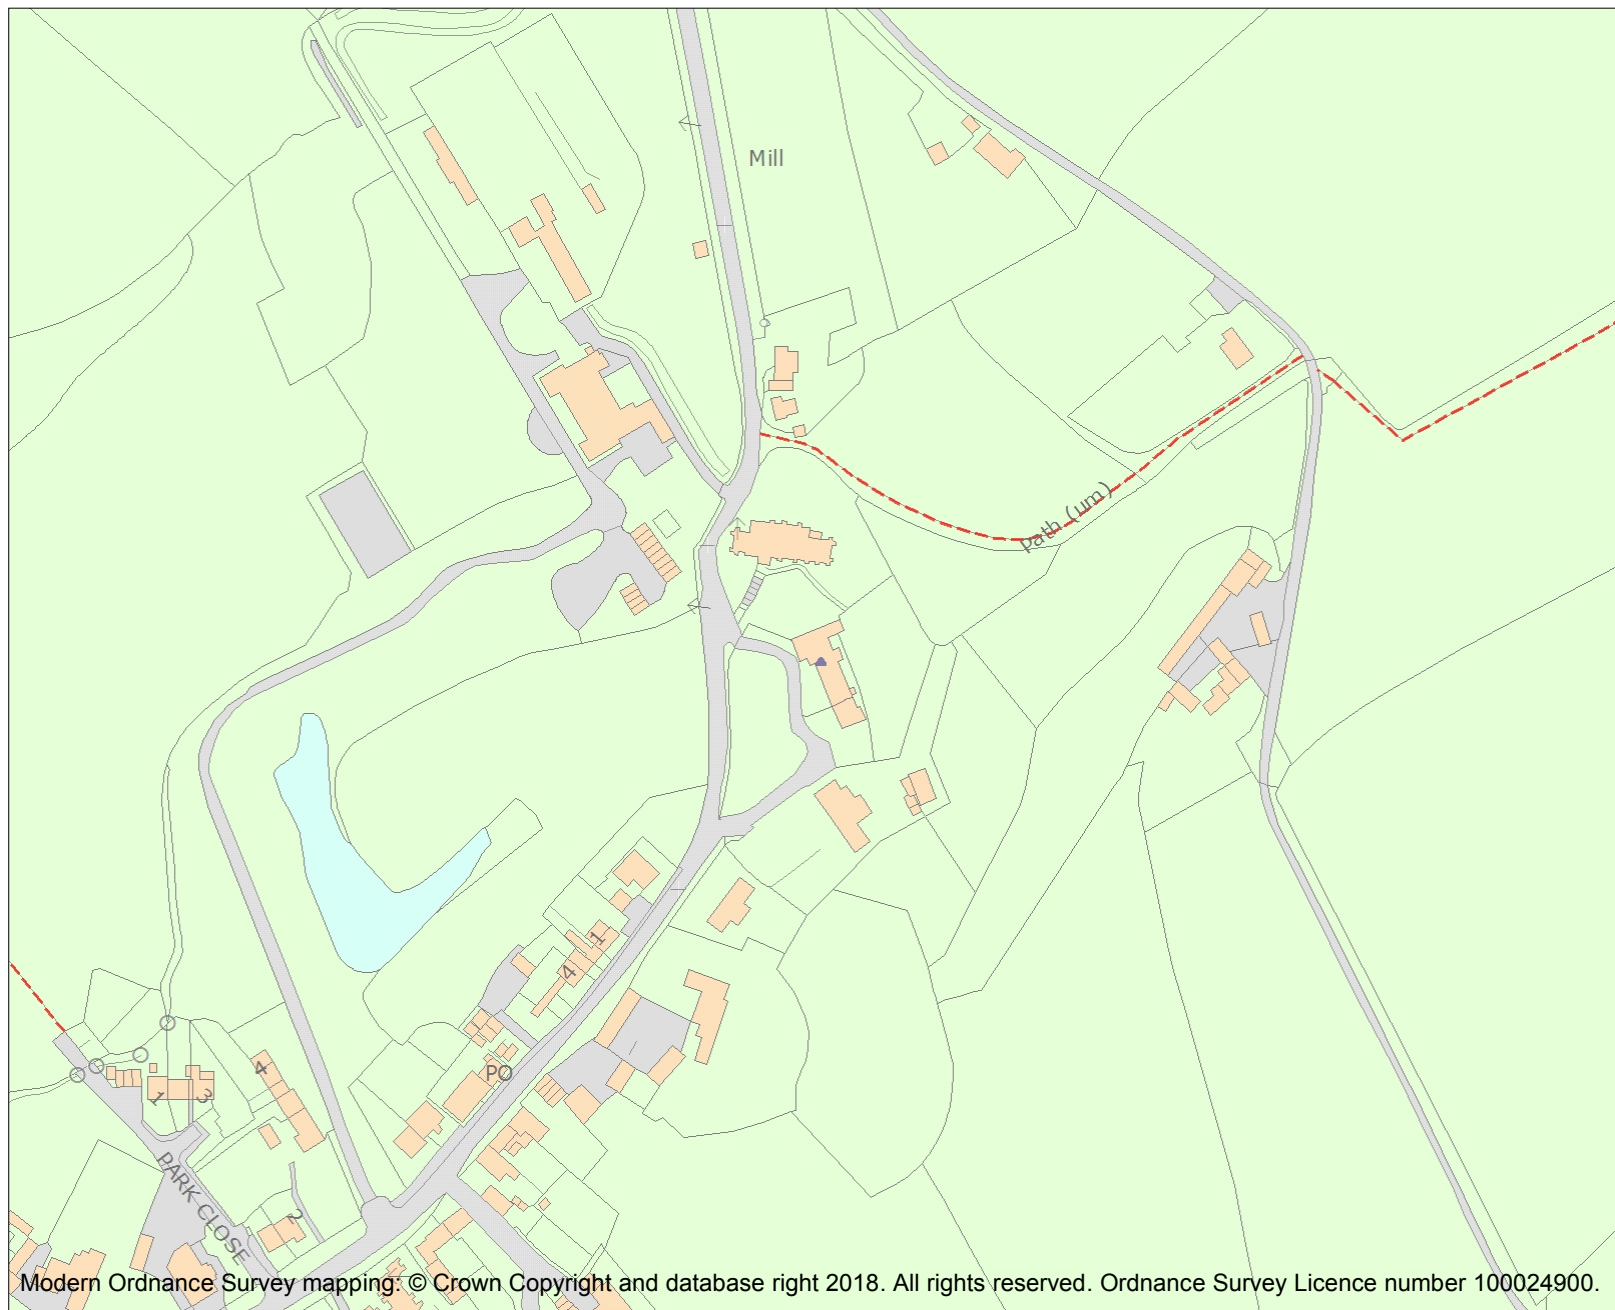 Mill
Path (um)
1
4
PO
4
1
3
PARK CLOSE
2
Modern Ordnance Survey mapping: © Crown Copyright and database right 2018. All rights reserved. Ordnance Survey Licence number 100024900.